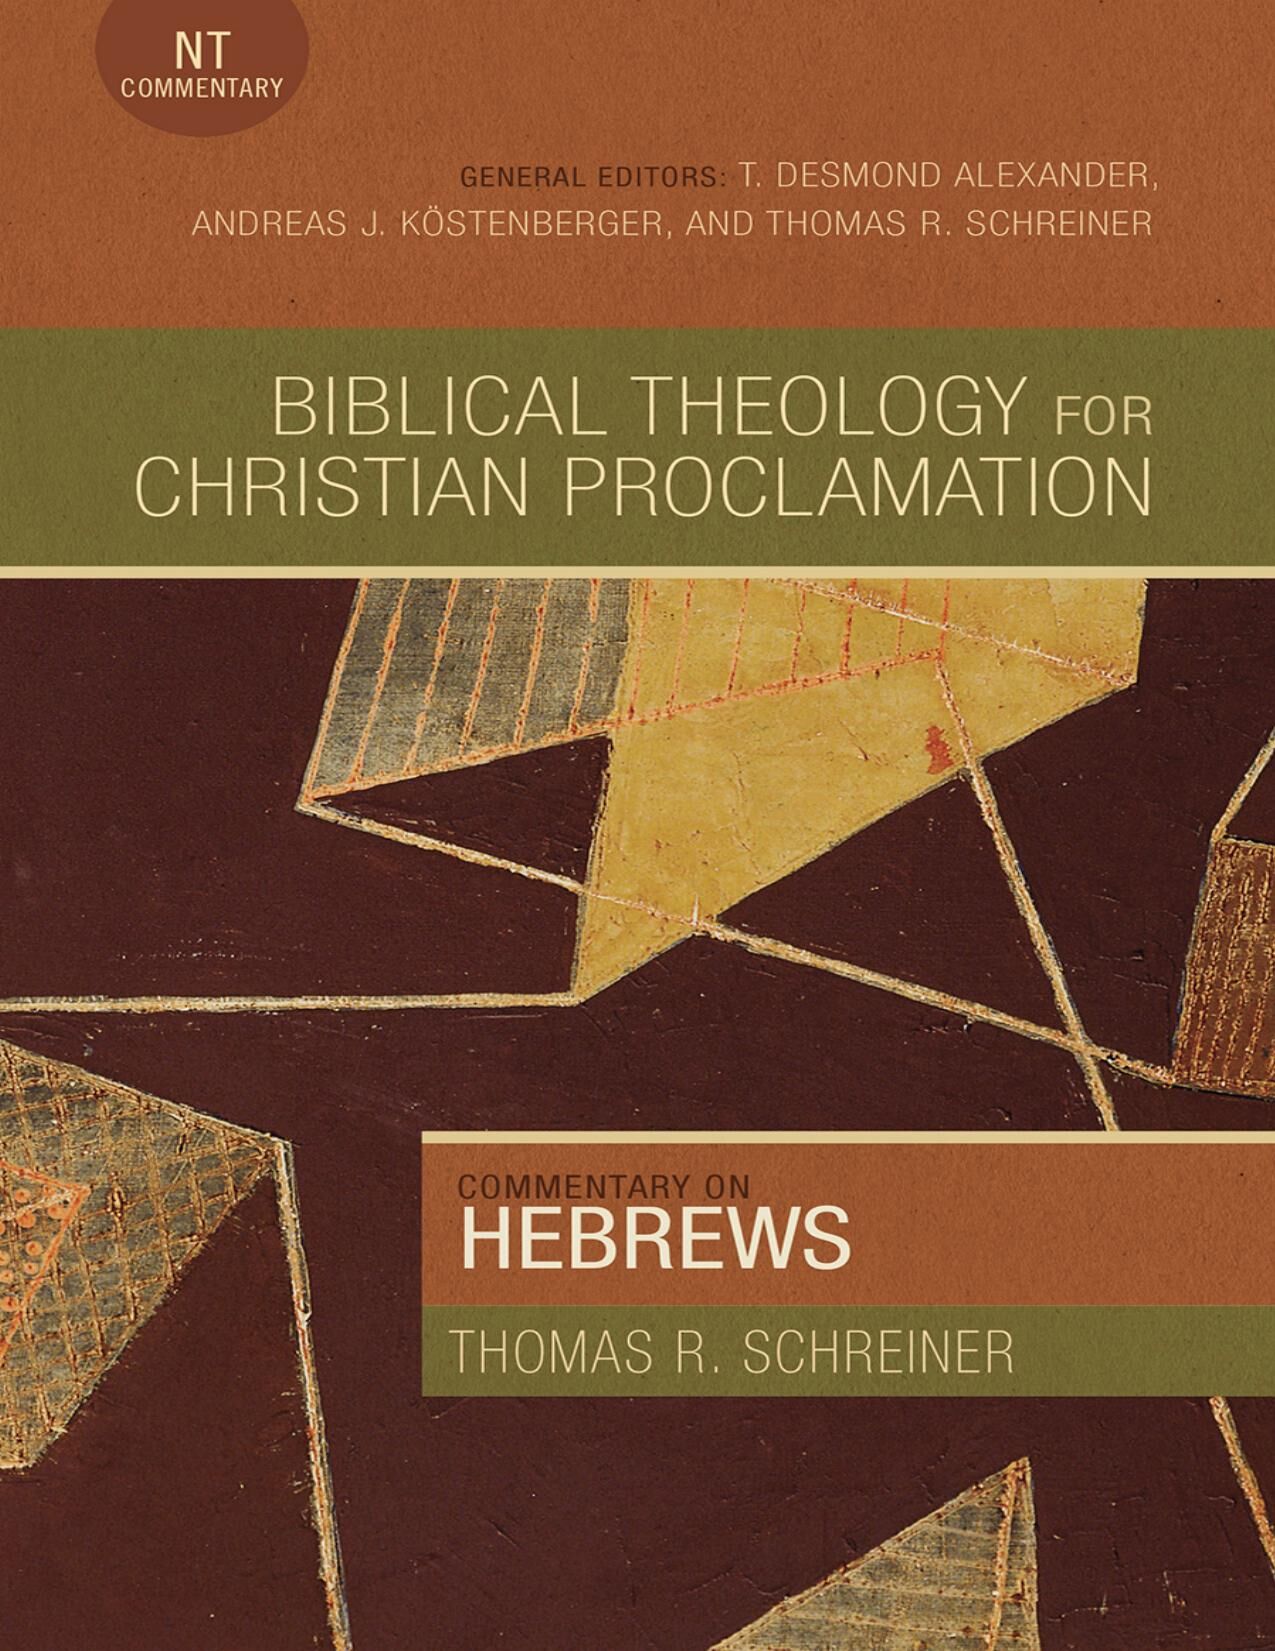 NT
COMMENTARY
GENERAL EDITORS: T. DESMOND ALEXANDER,
ANDREAS J. KÖSTENBERGER, AND THOMAS R. SCHREINER
BIBLICAL THEOLOGY FOR
CHRISTIAN PROCLAMATION
COMMENTARY ON
HEBREWS
THOMAS R. SCHREINER